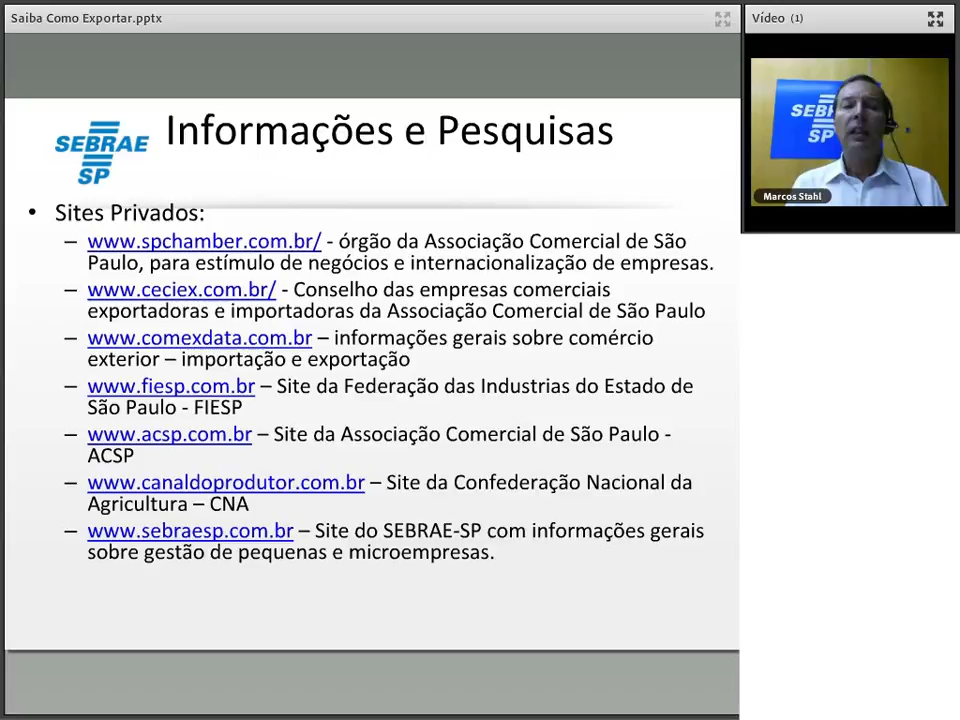 Saiba Como Exportar.pptx
Vídeo (1)
SEBRAE
SP
Informações e Pesquisas
SEBR
SP
Marcos Stahl
• Sites Privados:
– www.spchamber.com.br/ - órgão da Associação Comercial de São
Paulo, para estímulo de negócios e internacionalização de empresas.
– www.ceciex.com.br/ - Conselho das empresas comerciais
exportadoras e importadoras da Associação Comercial de São Paulo
– www.comexdata.com.br – informações gerais sobre comércio
exterior – importação e exportação
– www.fiesp.com.br – Site da Federação das Industrias do Estado de
São Paulo - FIESP
– www.acsp.com.br – Site da Associação Comercial de São Paulo -
ACSP
– www.canaldoprodutor.com.br – Site da Confederação Nacional da
Agricultura – CNA
– www.sebraesp.com.br – Site do SEBRAE-SP com informações gerais
sobre gestão de pequenas e microempresas.